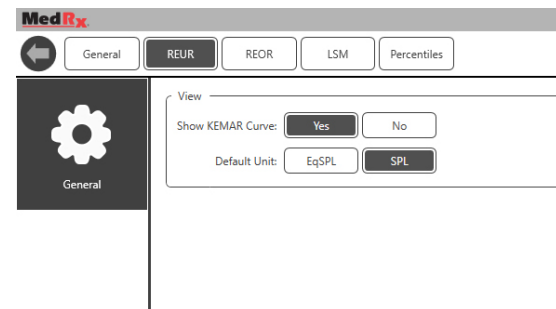 MedRx
General REUR REOR LSM Percentiles
View
Show KEMAR Curve: Yes No
Default Unit: EqSPL SPL
General